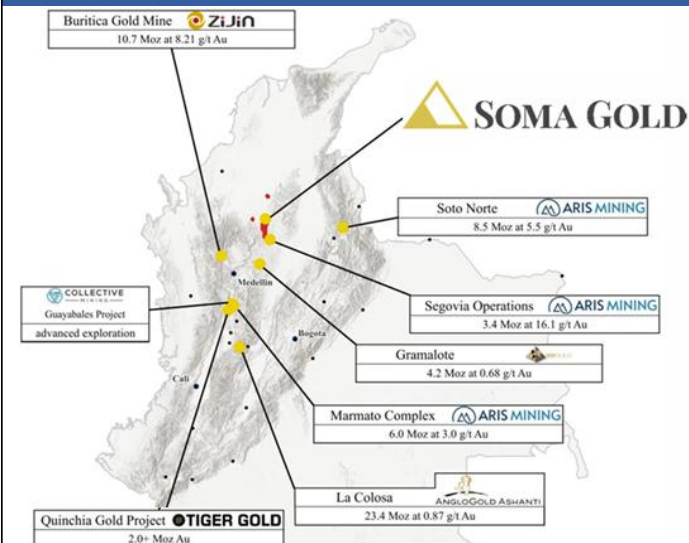 Buritica Gold Mine ZIJIN
10.7 Moz at 8.21 g/t Au
SOMA GOLD
Soto Norte ARIS MINING
8.5 Moz at 5.5 g/t Au
Medellin
COLLECTIVE
MINING
Guayabales Project
advanced exploration
Segovia Operations ARIS MINING
3.4 Moz at 16.1 g/t Au
Bogota
Gramalote
4.2 Moz at 0.68 g/t Au
Cali
Marmato Complex ARIS MINING
6.0 Moz at 3.0 g/t Au
La Colosa ANGLOGOLD ASHANTI
23.4 Moz at 0.87 g/t Au
Quinchia Gold Project TIGER GOLD
2.0+ Moz Au